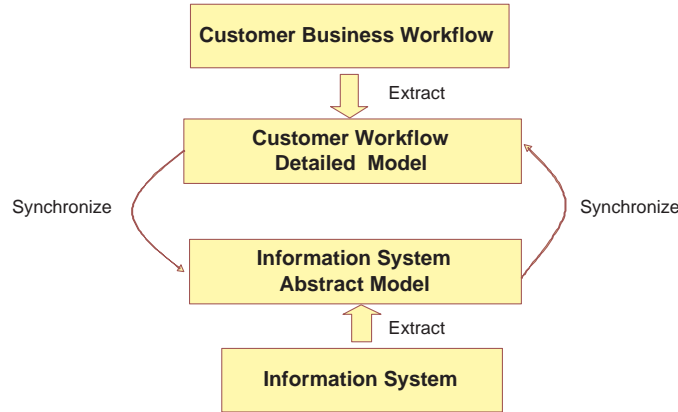 Customer Business Workflow
Extract
Customer Workflow
Detailed Model
Synchronize
Synchronize
Information System
Abstract Model
Extract
Information System